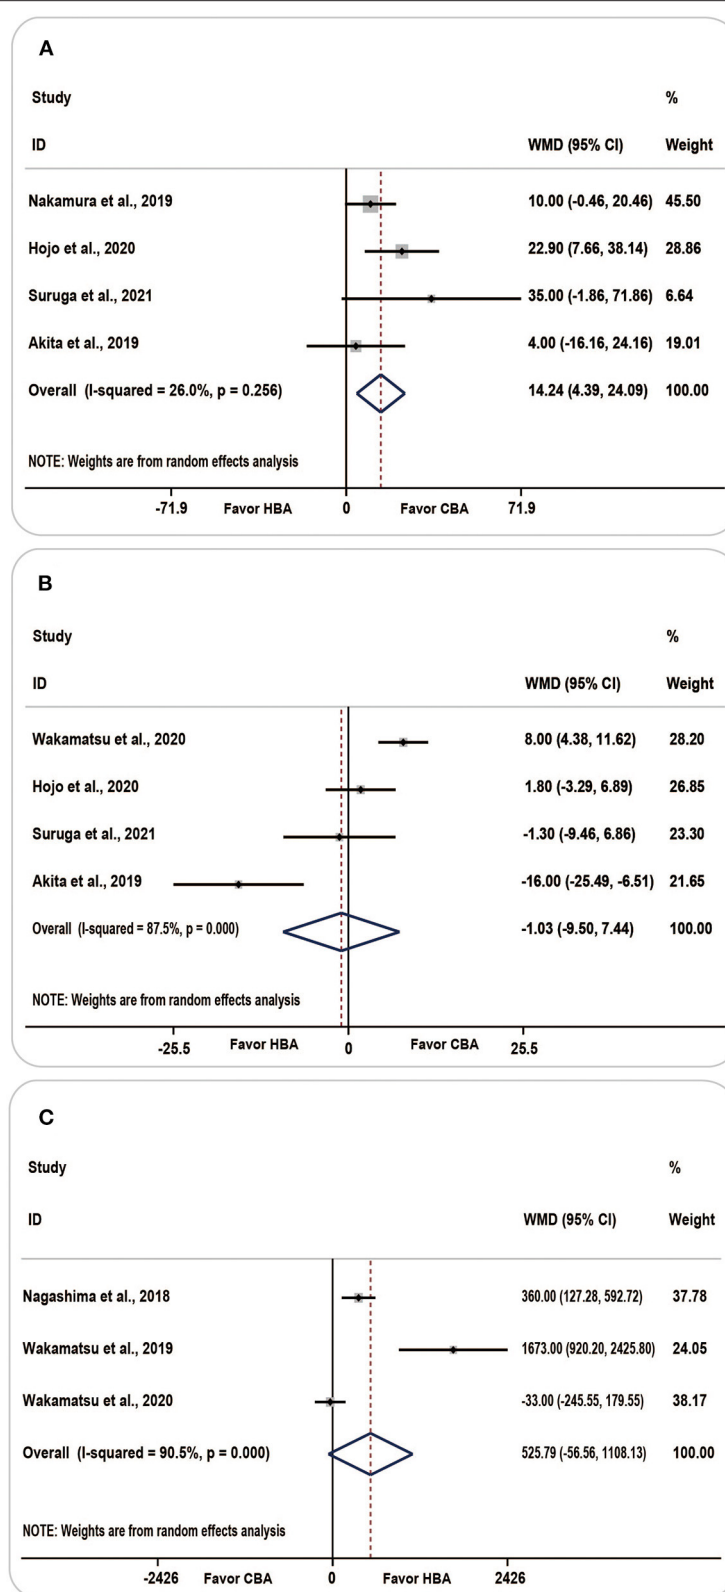 A
Study %
ID WMD (95% CI) Weight
Nakamura et al., 2019 10.00 (-0.46, 20.46) 45.50
Hojo et al., 2020 22.90 (7.66, 38.14) 28.86
Suruga et al., 2021 35.00 (-1.86, 71.86) 6.64
Akita et al., 2019 4.00 (-16.16, 24.16) 19.01
Overall (I-squared = 26.0%, p = 0.256) 14.24 (4.39, 24.09) 100.00
NOTE: Weights are from random effects analysis
-71.9 Favor HBA 0 Favor CBA 71.9
B
Study %
ID WMD (95% CI) Weight
Wakamatsu et al., 2020 8.00 (4.38, 11.62) 28.20
Hojo et al., 2020 1.80 (-3.29, 6.89) 26.85
Suruga et al., 2021 -1.30 (-9.46, 6.86) 23.30
Akita et al., 2019 -16.00 (-25.49, -6.51) 21.65
Overall (I-squared = 87.5%, p = 0.000) -1.03 (-9.50, 7.44) 100.00
NOTE: Weights are from random effects analysis
-25.5 Favor HBA 0 Favor CBA 25.5
C
Study %
ID WMD (95% CI) Weight
Nagashima et al., 2018 360.00 (127.28, 592.72) 37.78
Wakamatsu et al., 2019 1673.00 (920.20, 2425.80) 24.05
Wakamatsu et al., 2020 -33.00 (-245.55, 179.55) 38.17
Overall (I-squared = 90.5%, p = 0.000) 525.79 (-56.56, 1108.13) 100.00
NOTE: Weights are from random effects analysis
-2426 Favor CBA 0 Favor HBA 2426